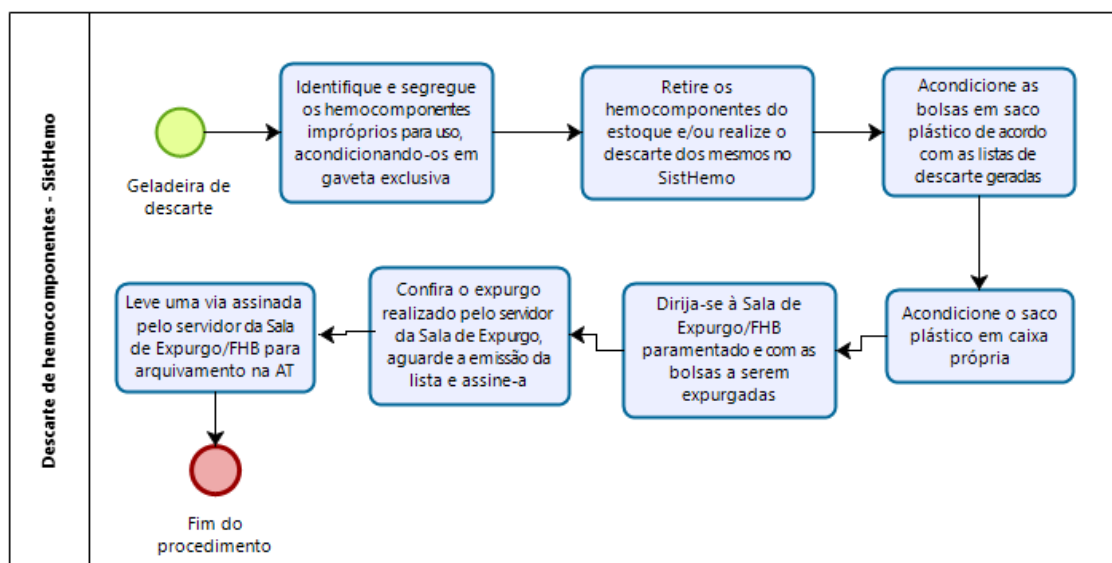 Descarte de hemocomponentes - SistHemo
Geladeira de
descarte
Identifique e segregue
os hemocomponentes
impróprios para uso,
acondicionando-os em
gaveta exclusiva
Retire os
hemocomponentes do
estoque e/ou realize o
descarte dos mesmos no
SistHemo
Acondicione as
bolsas em saco
plástico de acordo
com as listas de
descarte geradas
Acondicione o saco
plástico em caixa
própria
Dirija-se à Sala de
Expurgo/FHB
paramentado e com as
bolsas a serem
expurgadas
Confira o expurgo
realizado pelo servidor
da Sala de Expurgo,
aguarde a emissão da
lista e assine-a
Leve uma via assinada
pelo servidor da Sala
de Expurgo/FHB para
arquivamento na AT
Fim do
procedimento